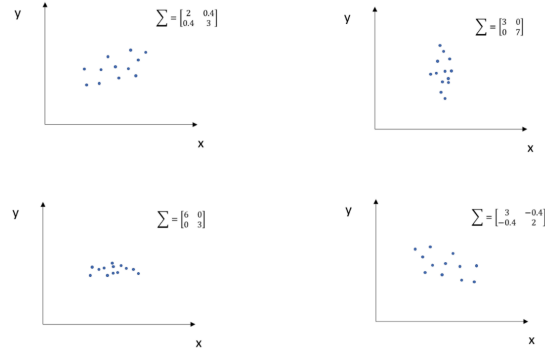 y
∑ = [2 0.4
0.4 3]
x
y
∑ = [3 0
0 7]
x
y
∑ = [6 0
0 3]
x
y
∑ = [3 −0.4
−0.4 2]
x